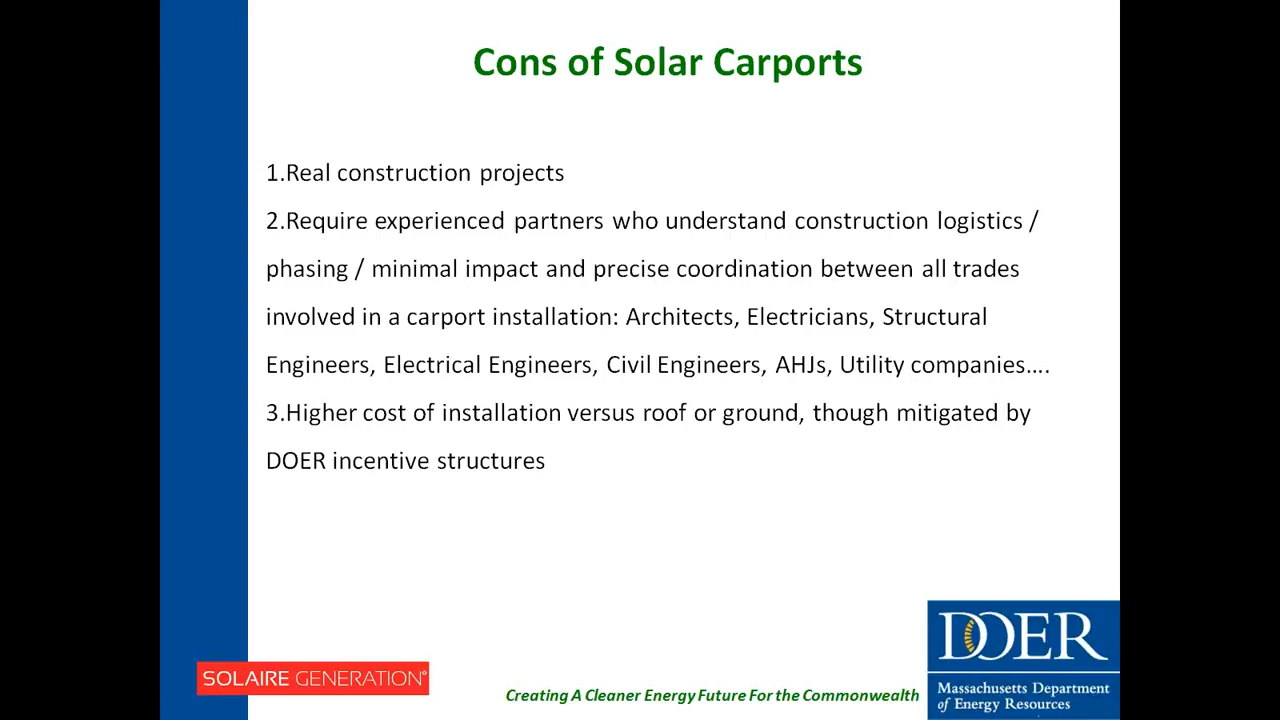 Cons of Solar Carports
1.Real construction projects
2.Require experienced partners who understand construction logistics /
phasing / minimal impact and precise coordination between all trades
involved in a carport installation: Architects, Electricians, Structural
Engineers, Electrical Engineers, Civil Engineers, AHJs, Utility companies....
3.Higher cost of installation versus roof or ground, though mitigated by
DOER incentive structures
SOLAIRE GENERATION®
Creating A Cleaner Energy Future For the Commonwealth
DOER
Massachusetts Department
of Energy Resources